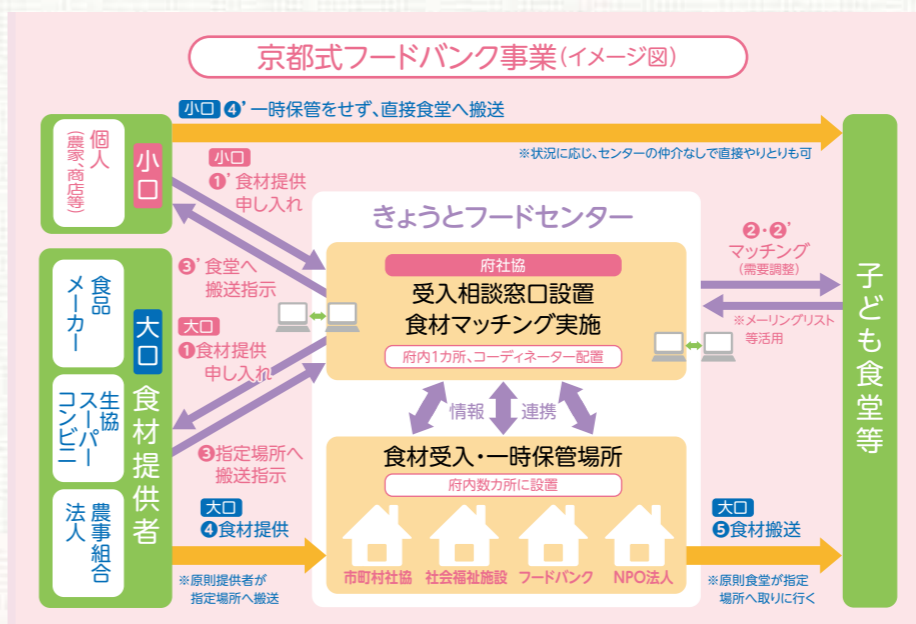 京都式フードバンク事業(イメージ図)
小口 ❹’一時保管をせず、直接食堂へ搬送
※状況に応じ、センターの仲介なしで直接やりとりも可
個人
(農家、商店等)
小口
小口
❶’食材提供
申し入れ
❸’食堂へ
搬送指示
大口
❶食材提供
申し入れ
❸指定場所へ
搬送指示
食品
メーカー
生協
スーパー
コンビニ
農事組合
法人
大口
食材提供者
大口
❹食材提供
※原則提供者が
指定場所へ搬送
きょうとフードセンター
府社協
受入相談窓口設置
食材マッチング実施
府内1カ所、コーディネーター配置
情報 連携
食材受入・一時保管場所
府内数カ所に設置
市町村社協 社会福祉施設 フードバンク NPO法人
❷・❷’
マッチング
(需要調整)
※メーリングリスト
等活用
大口
❺食材搬送
※原則食堂が指定
場所へ取りに行く
子ども食堂等